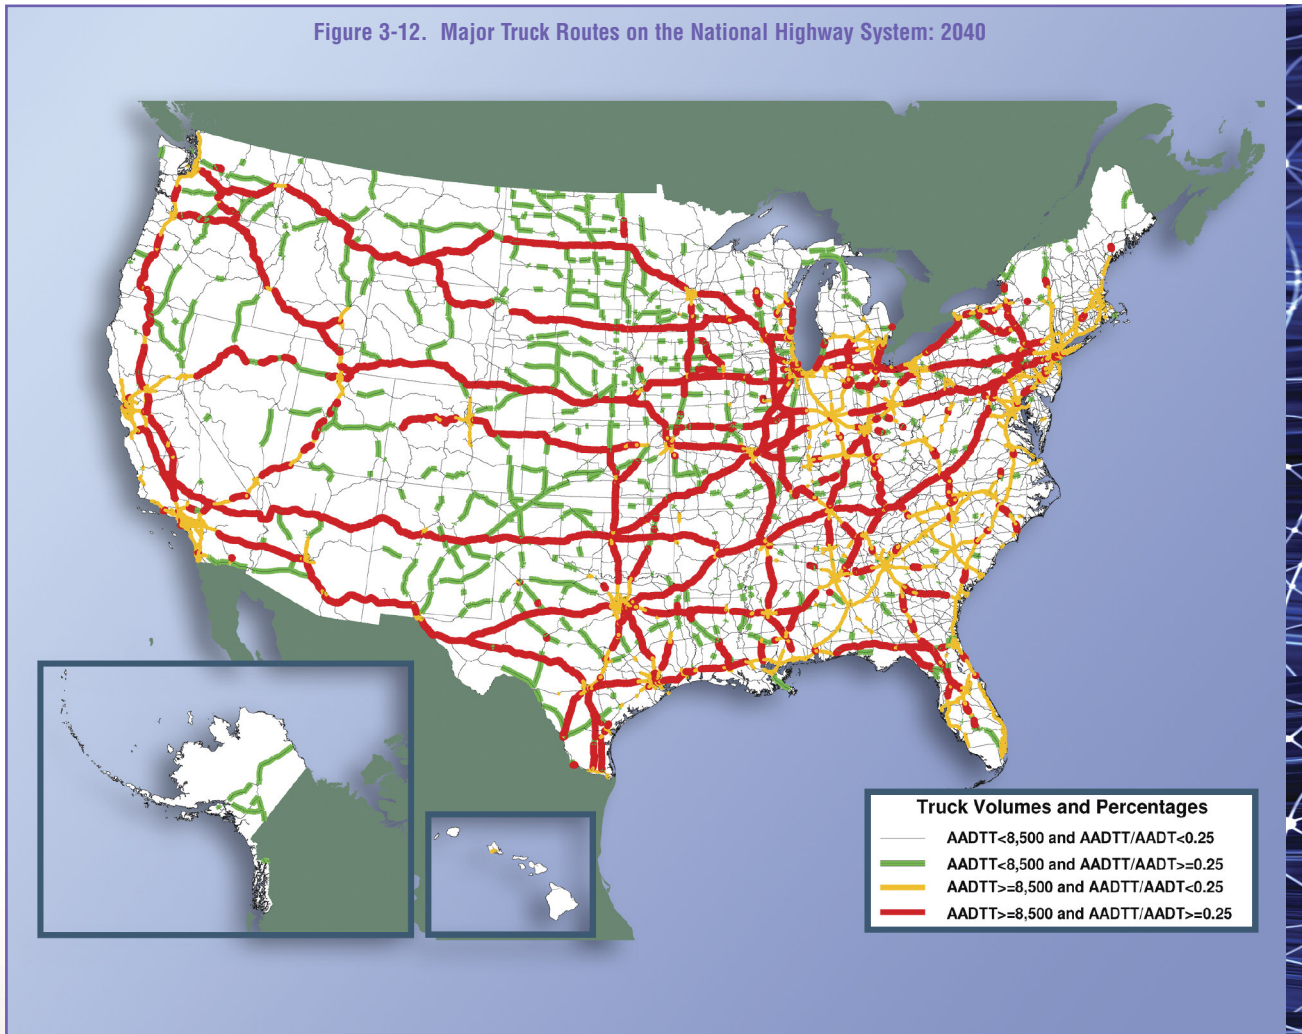 Figure 3-12. Major Truck Routes on the National Highway System: 2040
Truck Volumes and Percentages
AADTT<8,500 and AADTT/AADT<0.25
AADTT<8,500 and AADTT/AADT>=0.25
AADTT>=8,500 and AADTT/AADT<0.25
AADTT>=8,500 and AADTT/AADT>=0.25